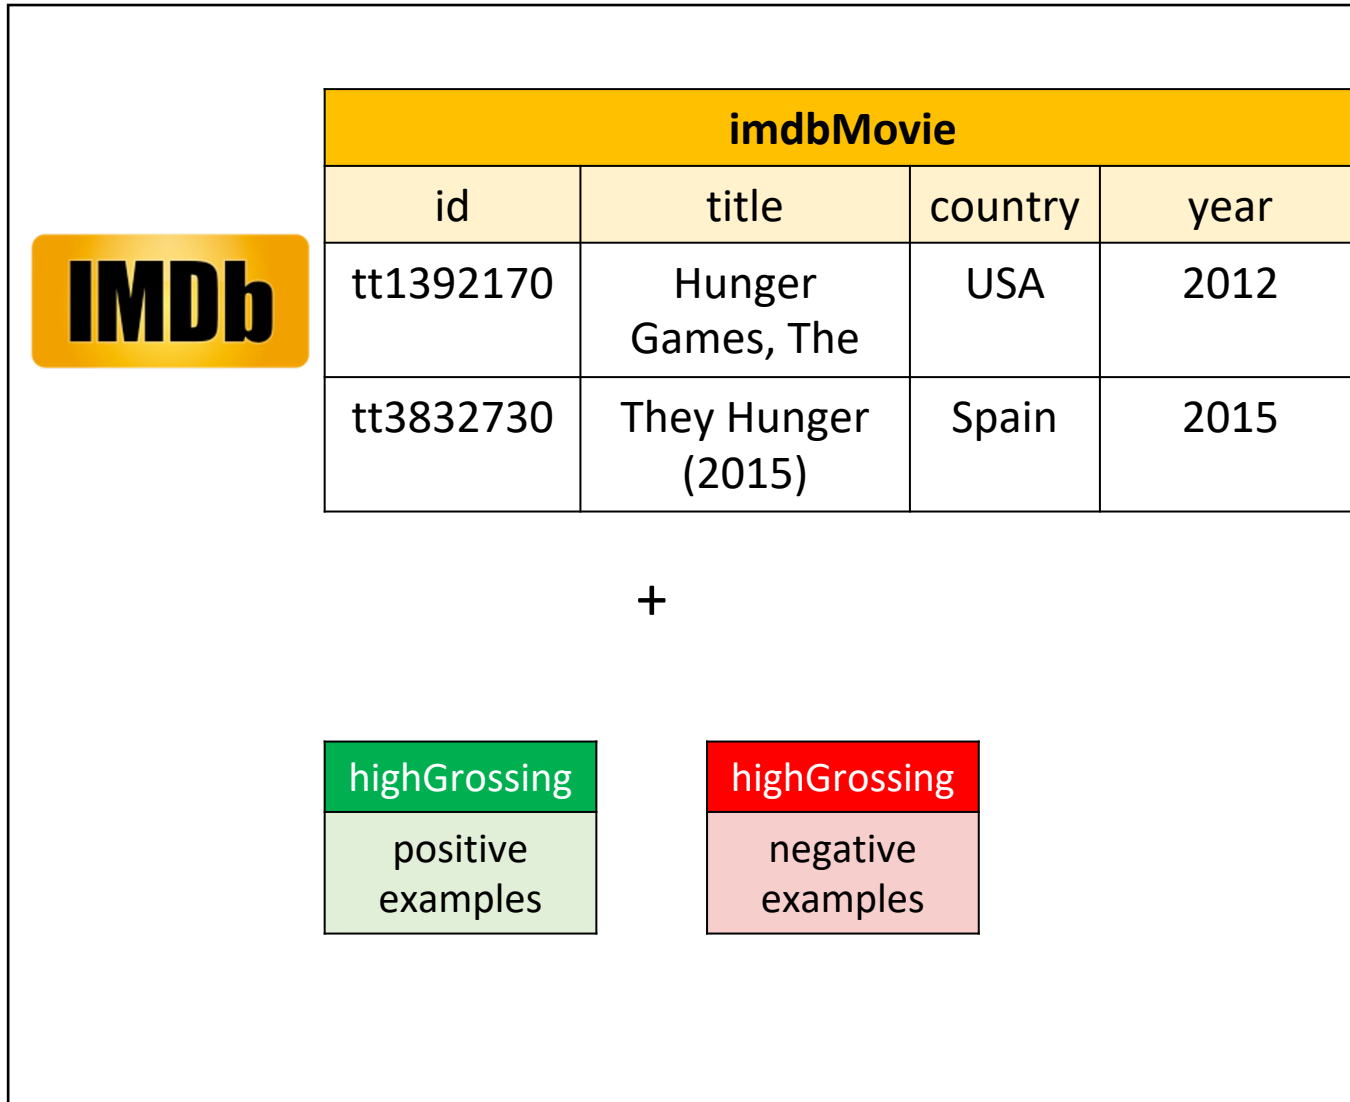 imdbMovie
id title country year
IMDb
tt1392170 Hunger USA 2012
Games, The
tt3832730 They Hunger Spain 2015
(2015)
+
highGrossing highGrossing
positive negative
examples examples